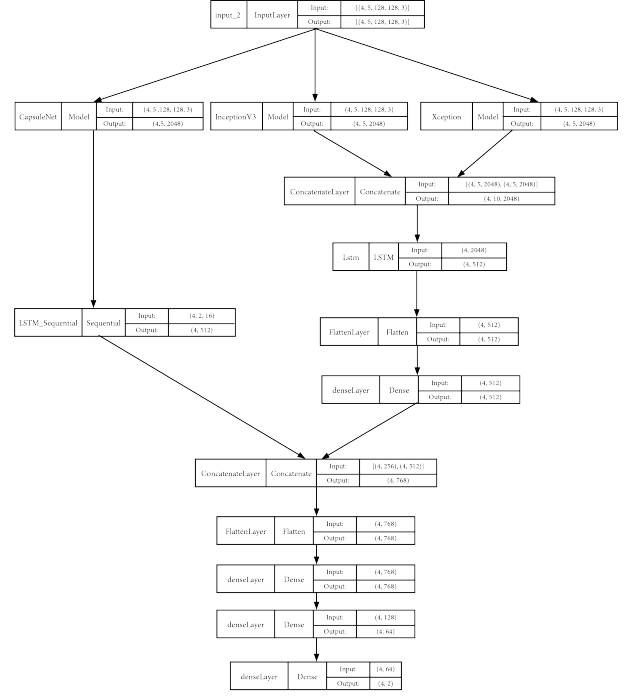 input_2 InputLayer Input: [(4, 5, 128, 128, 3)]
Output: [(4, 5, 128, 128, 3)]
CapsuleNet Model Input: (4, 5 ,128, 128, 3)
Output: (4,5, 2048)
InceptionV3 Model Input: (4, 5, 128, 128, 3)
Output: (4, 5, 2048)
Xception Model Input: (4, 5, 128, 128, 3)
Output: (4, 5, 2048)
ConcatenateLayer Concatenate Input: [(4, 5, 2048), (4, 5, 2048)]
Output: (4, 10, 2048)
Lstm LSTM Input: (4, 2048)
Output: (4, 512)
LSTM_Sequential Sequential Input: (4, 2, 16)
Output: (4, 512)
FlattenLayer Flatten Input: (4, 512)
Output: (4, 512)
denseLayer Dense Input: (4, 512)
Output: (4, 512)
ConcateLayer Concatenate Input: [(4, 256), (4, 512)]
Output: (4, 768)
FlattenLayer Flatten Input: (4, 768)
Output: (4, 768)
denseLayer Dense Input: (4, 768)
Output: (4, 768)
denseLayer Dense Input: (4, 128)
Output: (4, 64)
denseLayer Dense Input: (4, 64)
Output: (4, 2)